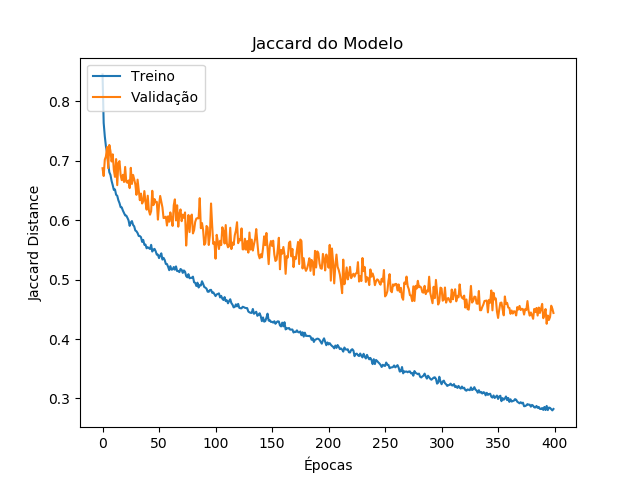 Jaccard do Modelo
Treino
Validação
Jaccard Distance
0.8
0.7
0.6
0.5
0.4
0.3
0 50 100 150 200 250 300 350 400
Épocas